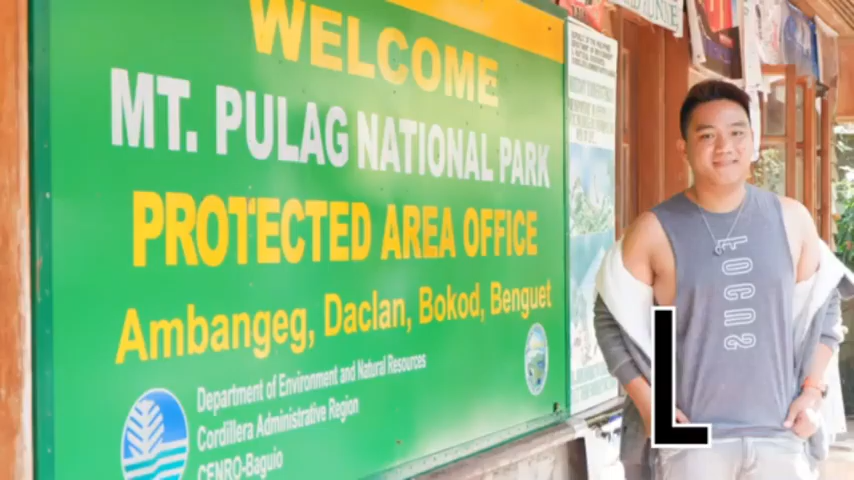 WELCOME
MT. PULAG NATIONAL PARK
PROTECTED AREA OFFICE
Ambangeg, Daclan, Bokod, Benguet
Department of Environment and Natural Resources
Cordillera Administrative Region
CENRO-Baguio
FOCUS
L